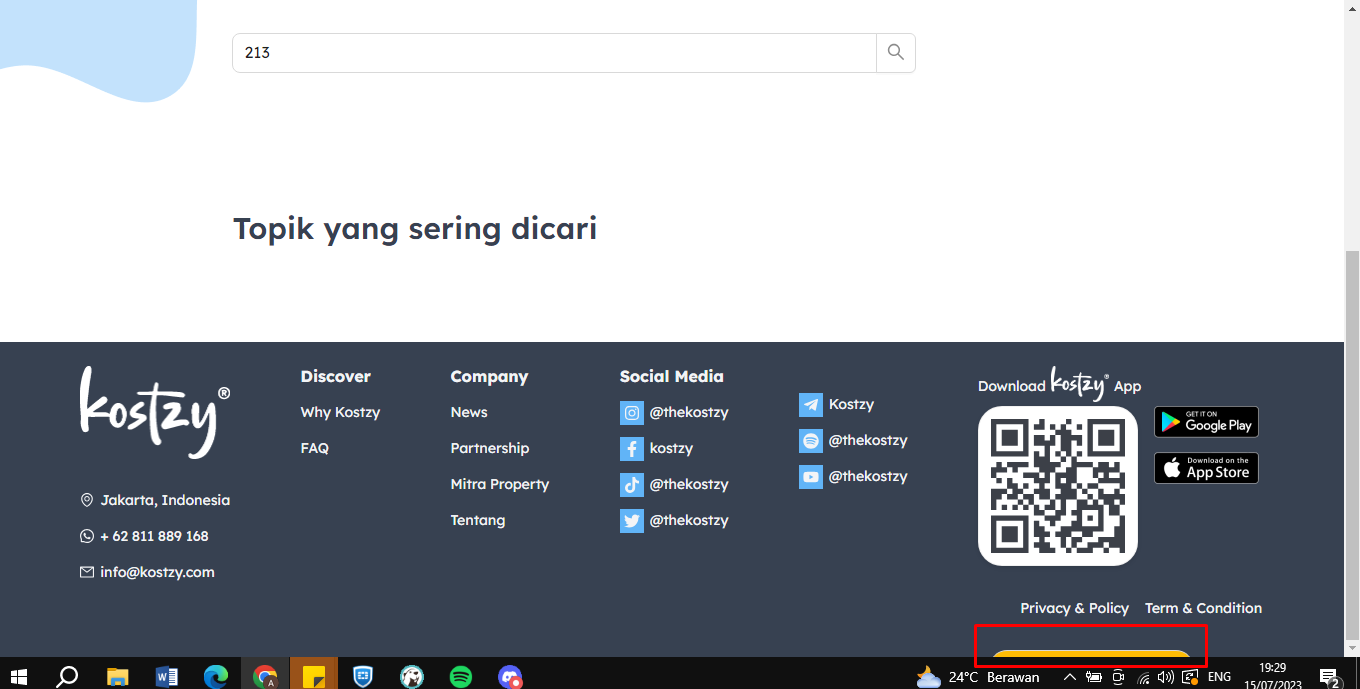 213
Topik yang sering dicari
kostzy®
Jakarta, Indonesia
+ 62 811 889 168
info@kostzy.com
Discover
Why Kostzy
FAQ
Company
News
Partnership
Mitra Property
Tentang
Social Media
@thekostzy
kostzy
@thekostzy
@thekostzy
Kostzy
@thekostzy
@thekostzy
Download kostzy® App
GET IT ON
Google Play
Download on the
App Store
Privacy & Policy Term & Condition
24°C Berawan
ENG
19:29
15/07/2023
2